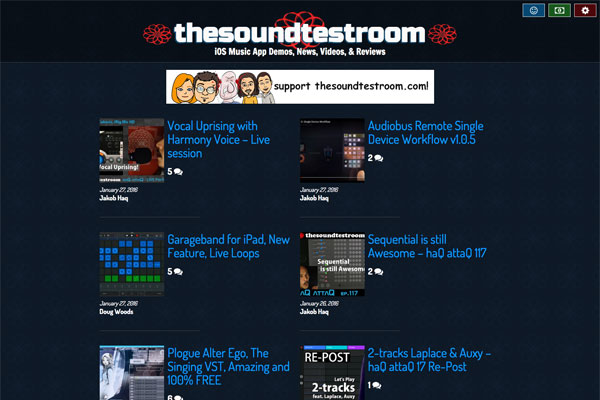 thesoundtestroom
iOS Music App Demos, News, Videos, & Reviews
support thesoundtestroom.com!
Vocal Uprising with
Harmony Voice – Live
session
5
Vocal Uprising!
January 27, 2016
Jakob Haq
Audiobus Remote Single
Device Workflow v1.0.5
2
January 27, 2016
Jakob Haq
Garageband for iPad, New
Feature, Live Loops
5
January 27, 2016
Doug Woods
Sequential is still
Awesome – haQ attaQ 117
2
thesoundtestroom
Sequential
is still Awesome
haQ ATTAQ ep.117
January 26, 2016
Jakob Haq
Plogue Alter Ego, The
Singing VST, Amazing and
100% FREE
6
2-tracks Laplace & Auxy –
haQ attaQ 17 Re-Post
1
RE-POST
Let's Play
2-tracks
feat. Laplace, Auxy